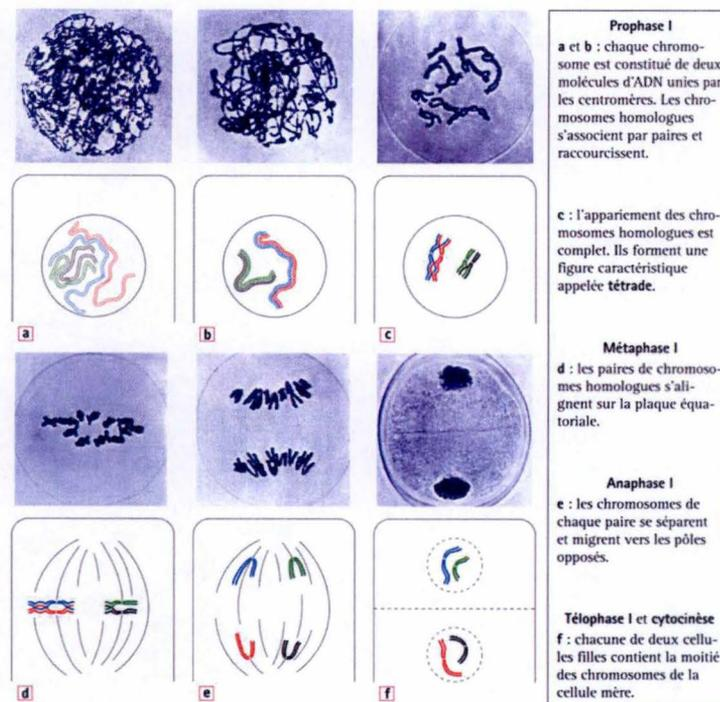 a
b
c
d
e
f
Prophase I
a et b : chaque chromo-
some est constitué de deux
molécules d'ADN unies par
les centromères. Les chro-
mosomes homologues
s'associent par paires et
raccourcissent.
c : l'appariement des chro-
mosomes homologues est
complet. Ils forment une
figure caractéristique
appelée tétrade.
Métaphase I
d : les paires de chromoso-
mes homologues s'ali-
gnent sur la plaque équa-
toriale.
Anaphase I
e : les chromosomes de
chaque paire se séparent
et migrent vers les pôles
opposés.
Télophase I et cytocinèse
f : chacune de deux cellu-
les filles contient la moitié
des chromosomes de la
cellule mère.